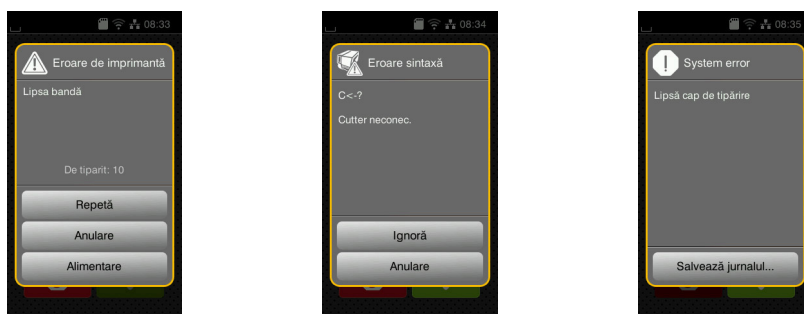 08:33
Eroare de imprimantă
Lipsa bandă
De tiparit: 10
Repetă
Anulare
Alimentare
08:34
Eroare sintaxă
C<-?
Cutter neconec.
Ignoră
Anulare
08:35
System error
Lipsă cap de tipărire
Salvează jurnalul...